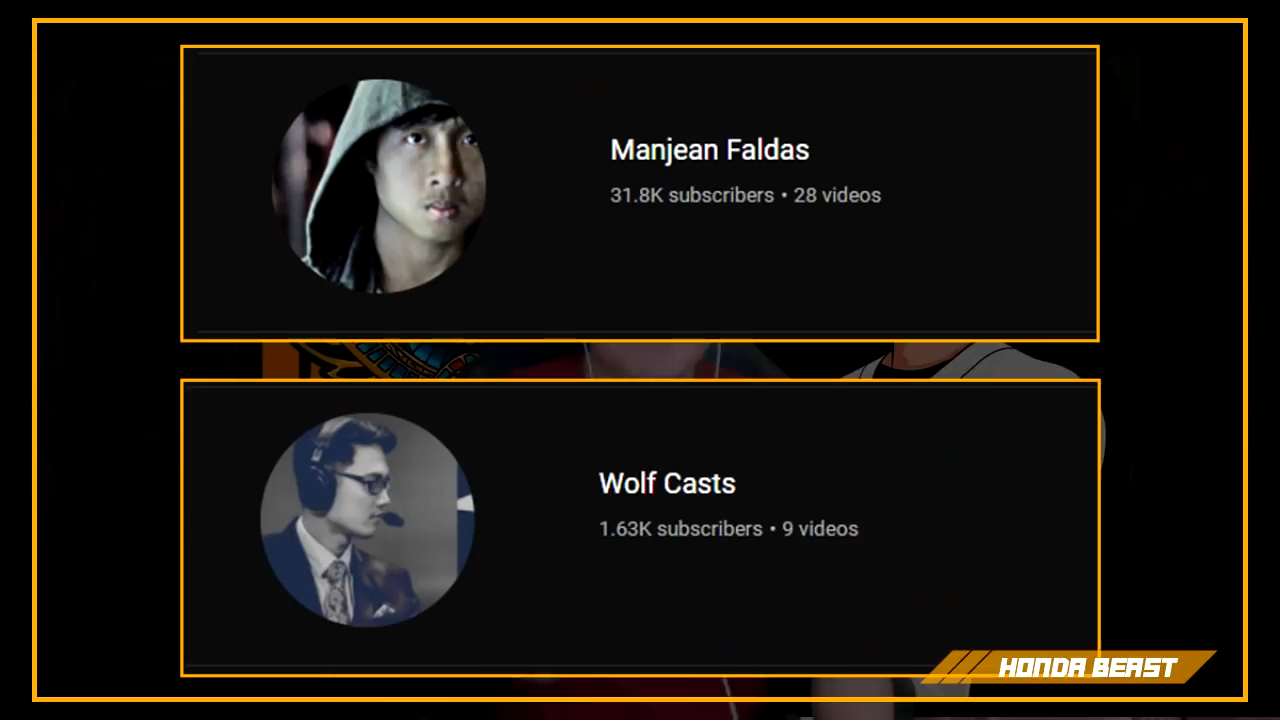 Manjean Faldas
31.8K subscribers • 28 videos
Wolf Casts
1.63K subscribers • 9 videos
HONDA BEAST